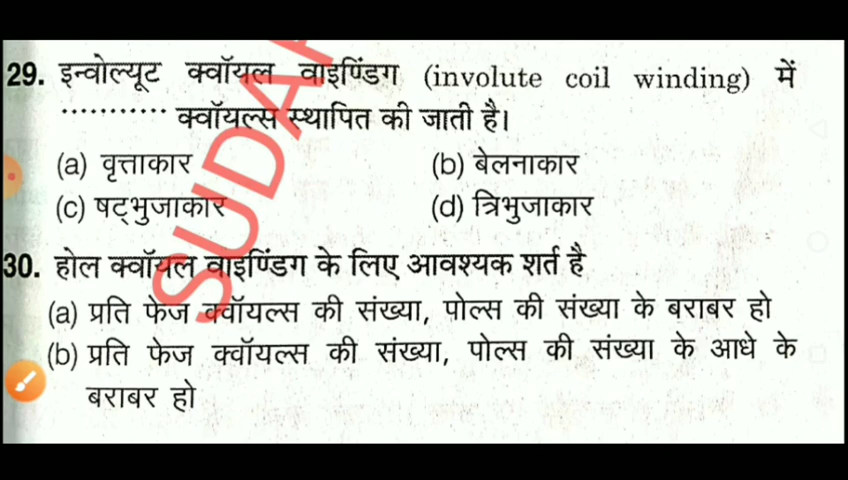 29. इन्वोल्यूट क्वॉयल वाइण्डिंग (involute coil winding) में
........... क्वॉयल्स स्थापित की जाती है।
(a) वृत्ताकार (b) बेलनाकार
(c) षट्भुजाकार (d) त्रिभुजाकार
30. होल क्वॉयल वाइण्डिंग के लिए आवश्यक शर्त है
(a) प्रति फेज क्वॉयल्स की संख्या, पोल्स की संख्या के बराबर हो
(b) प्रति फेज क्वॉयल्स की संख्या, पोल्स की संख्या के आधे के
बराबर हो